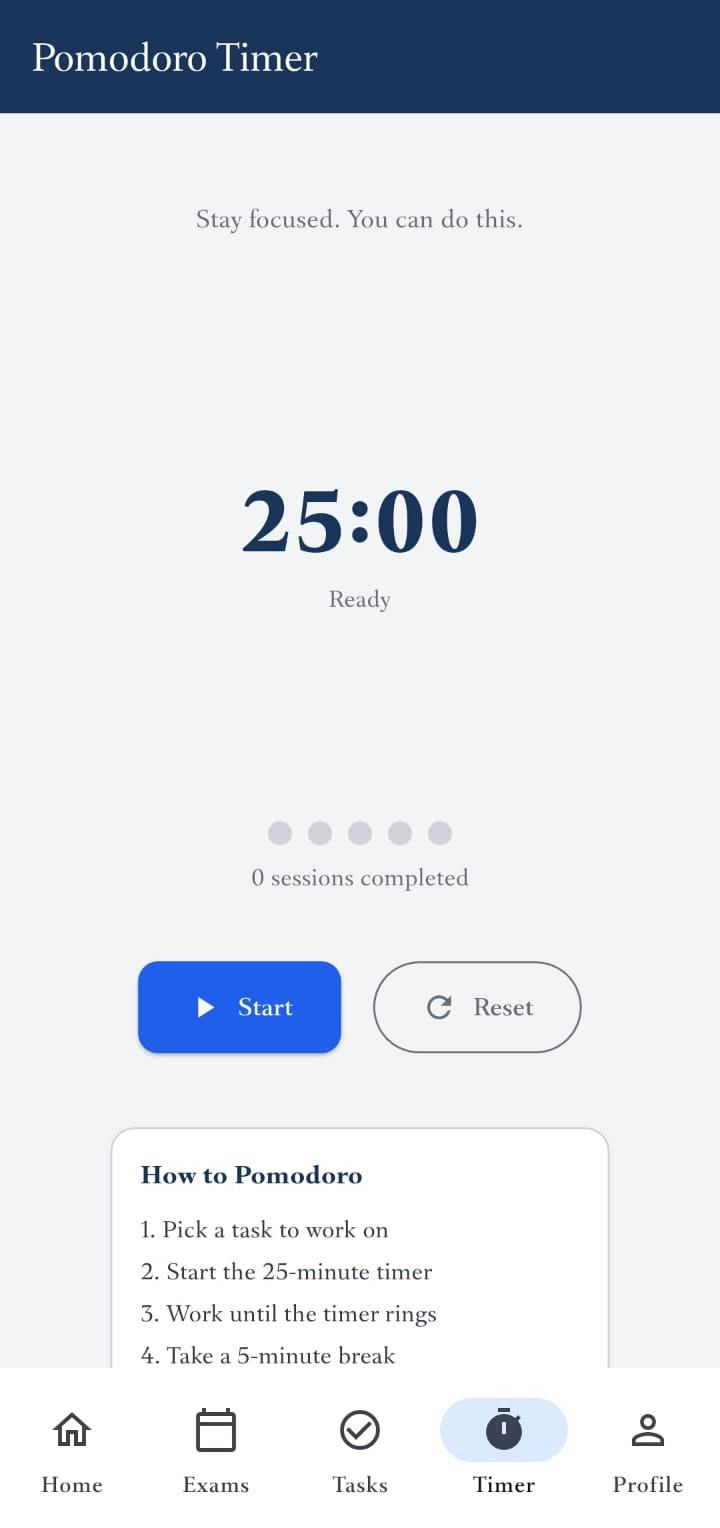 Pomodoro Timer
Stay focused. You can do this.
25:00
Ready
0 sessions completed
Start
Reset
How to Pomodoro
1. Pick a task to work on
2. Start the 25-minute timer
3. Work until the timer rings
4. Take a 5-minute break
Home
Exams
Tasks
Timer
Profile